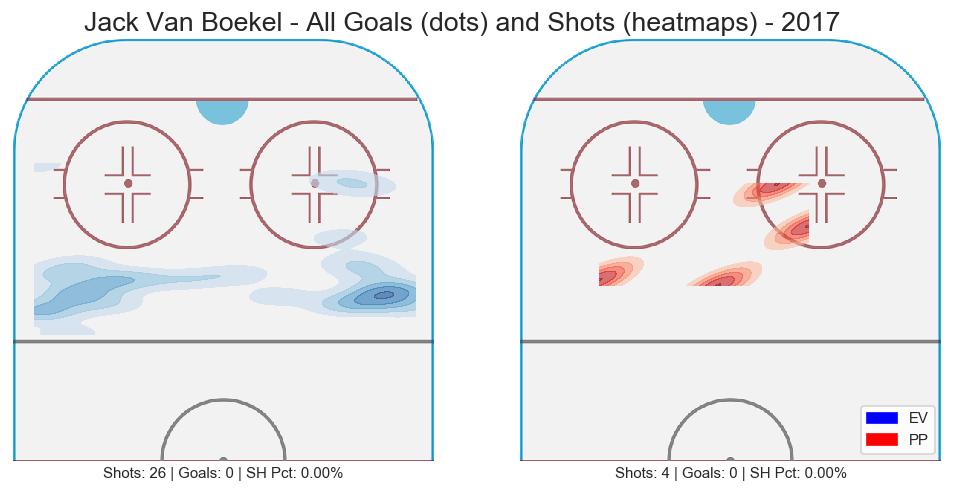 Jack Van Boekel - All Goals (dots) and Shots (heatmaps) - 2017
EV
PP
Shots: 26 | Goals: 0 | SH Pct: 0.00%
Shots: 4 | Goals: 0 | SH Pct: 0.00%